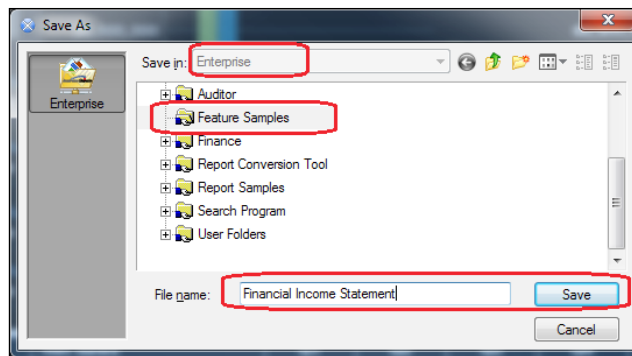 Save As
Save in: Enterprise
Enterprise
Auditor
Feature Samples
Finance
Report Conversion Tool
Report Samples
Search Program
User Folders
File name: Financial Income Statement Save
Cancel